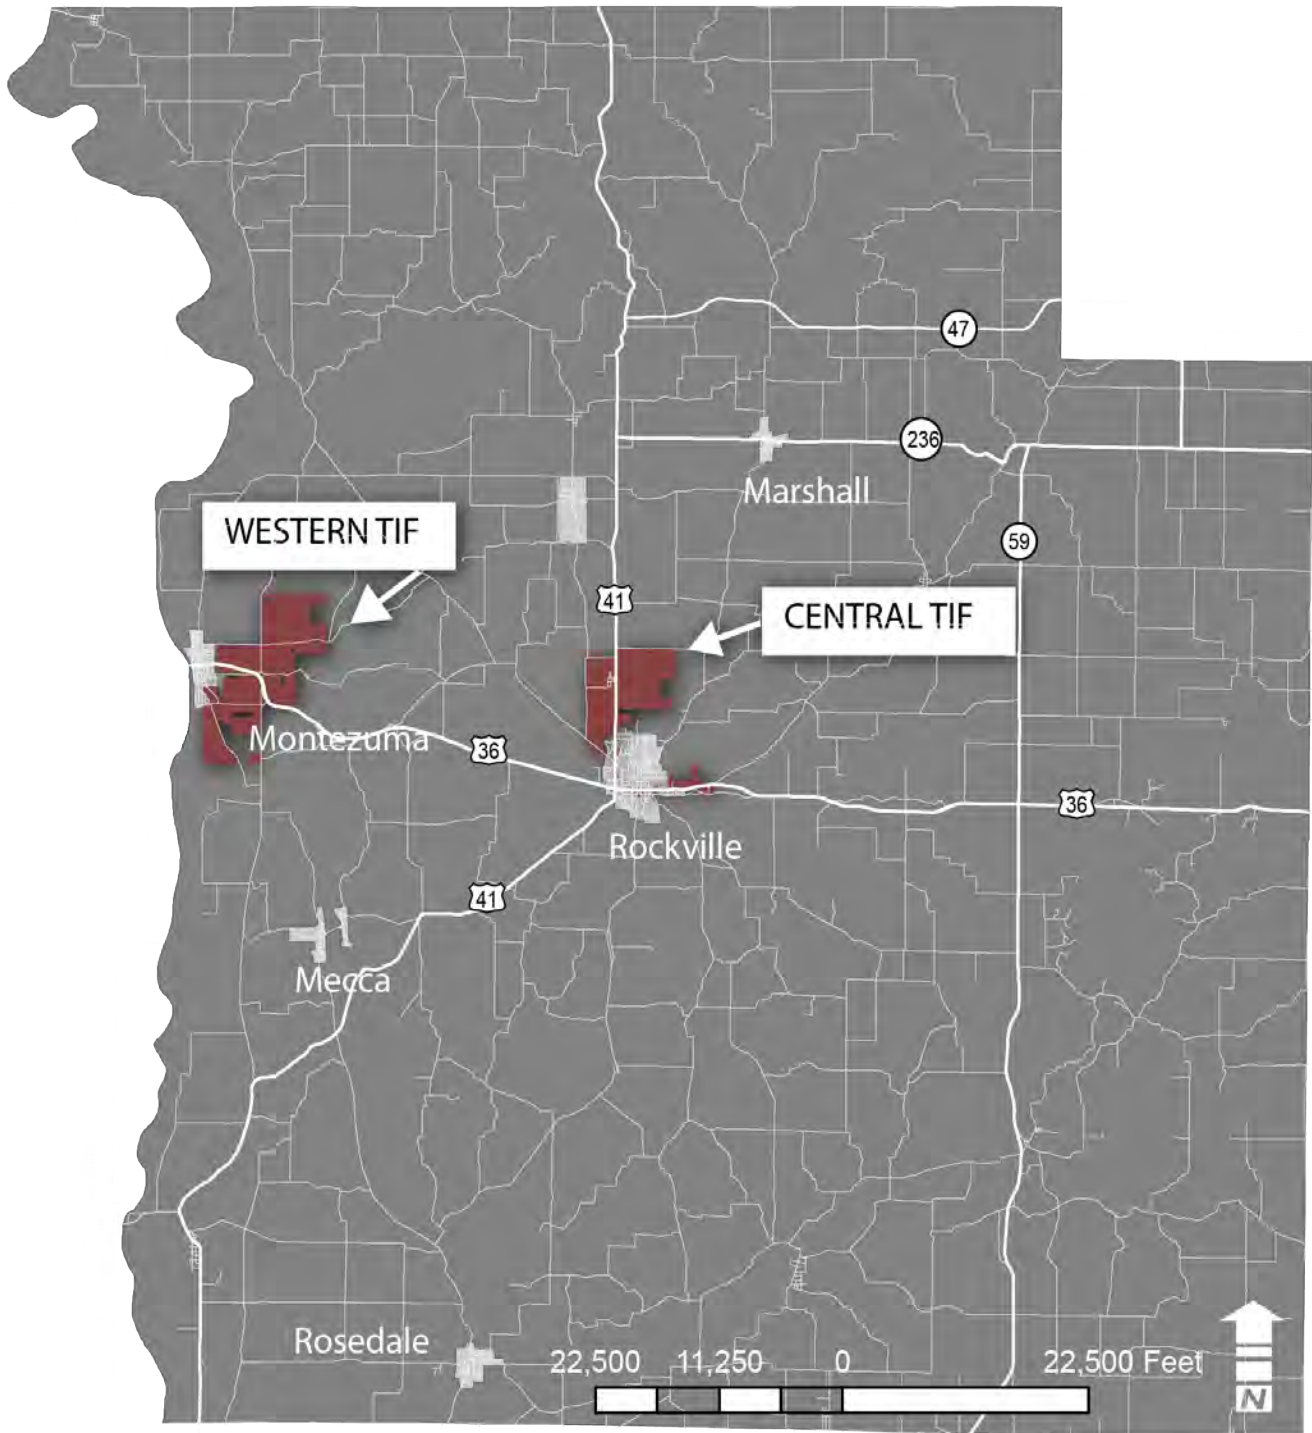 47
236
Marshall
WESTERN TIF
59
41
CENTRAL TIF
Montezuma
36
36
Rockville
41
Mecca
Rosedale
22,500 11,250 0 22,500 Feet
N